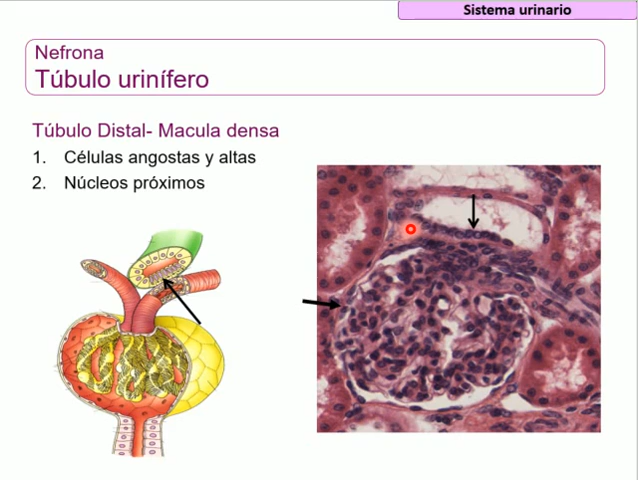 Sistema urinario
Nefrona
Túbulo urinífero
Túbulo Distal- Macula densa
1. Células angostas y altas
2. Núcleos próximos